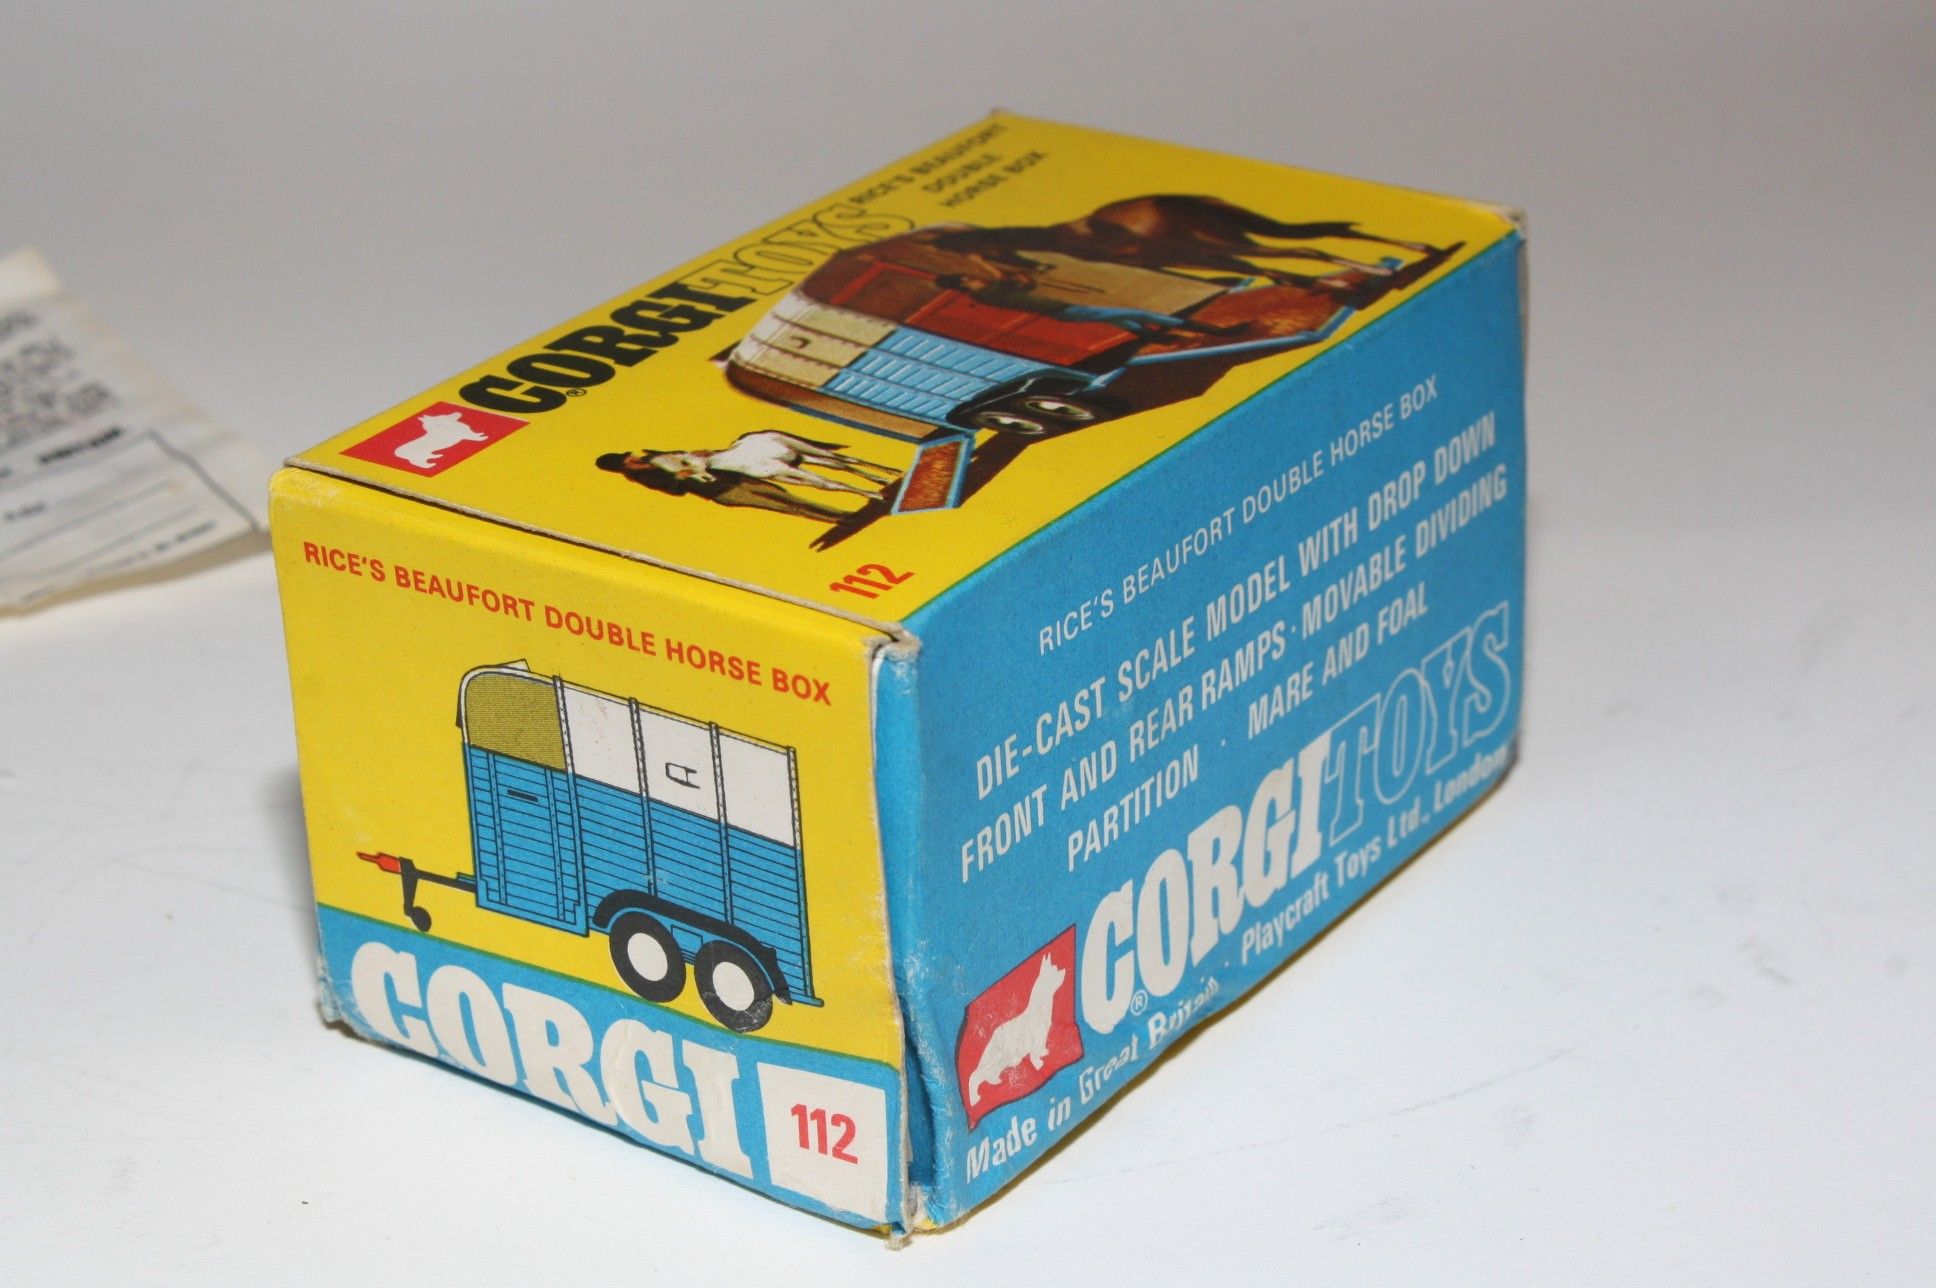 RICE'S BEAUFORT
DOUBLE
HORSE BOX
CORGI TOYS
®
112
RICE'S BEAUFORT DOUBLE HORSE BOX
CORGI
112
RICE'S BEAUFORT DOUBLE HORSE BOX
DIE-CAST SCALE MODEL WITH DROP DOWN
FRONT AND REAR RAMPS · MOVABLE DIVIDING
PARTITION · MARE AND FOAL
CORGI TOYS
®
Made in Great Britain · Playcraft Toys Ltd., London